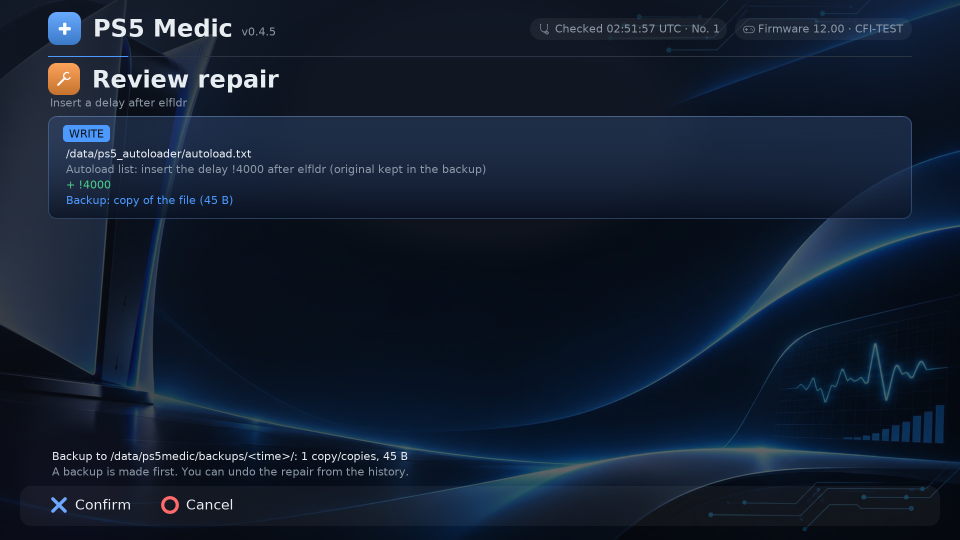 PS5 Medic v0.4.5
Checked 02:51:57 UTC · No. 1
Firmware 12.00 · CFI-TEST
Review repair
Insert a delay after elfldr
WRITE
/data/ps5_autoloader/autoload.txt
Autoload list: insert the delay !4000 after elfldr (original kept in the backup)
+ !4000
Backup: copy of the file (45 B)
Backup to /data/ps5medic/backups/<time>/: 1 copy/copies, 45 B
A backup is made first. You can undo the repair from the history.
Confirm
Cancel